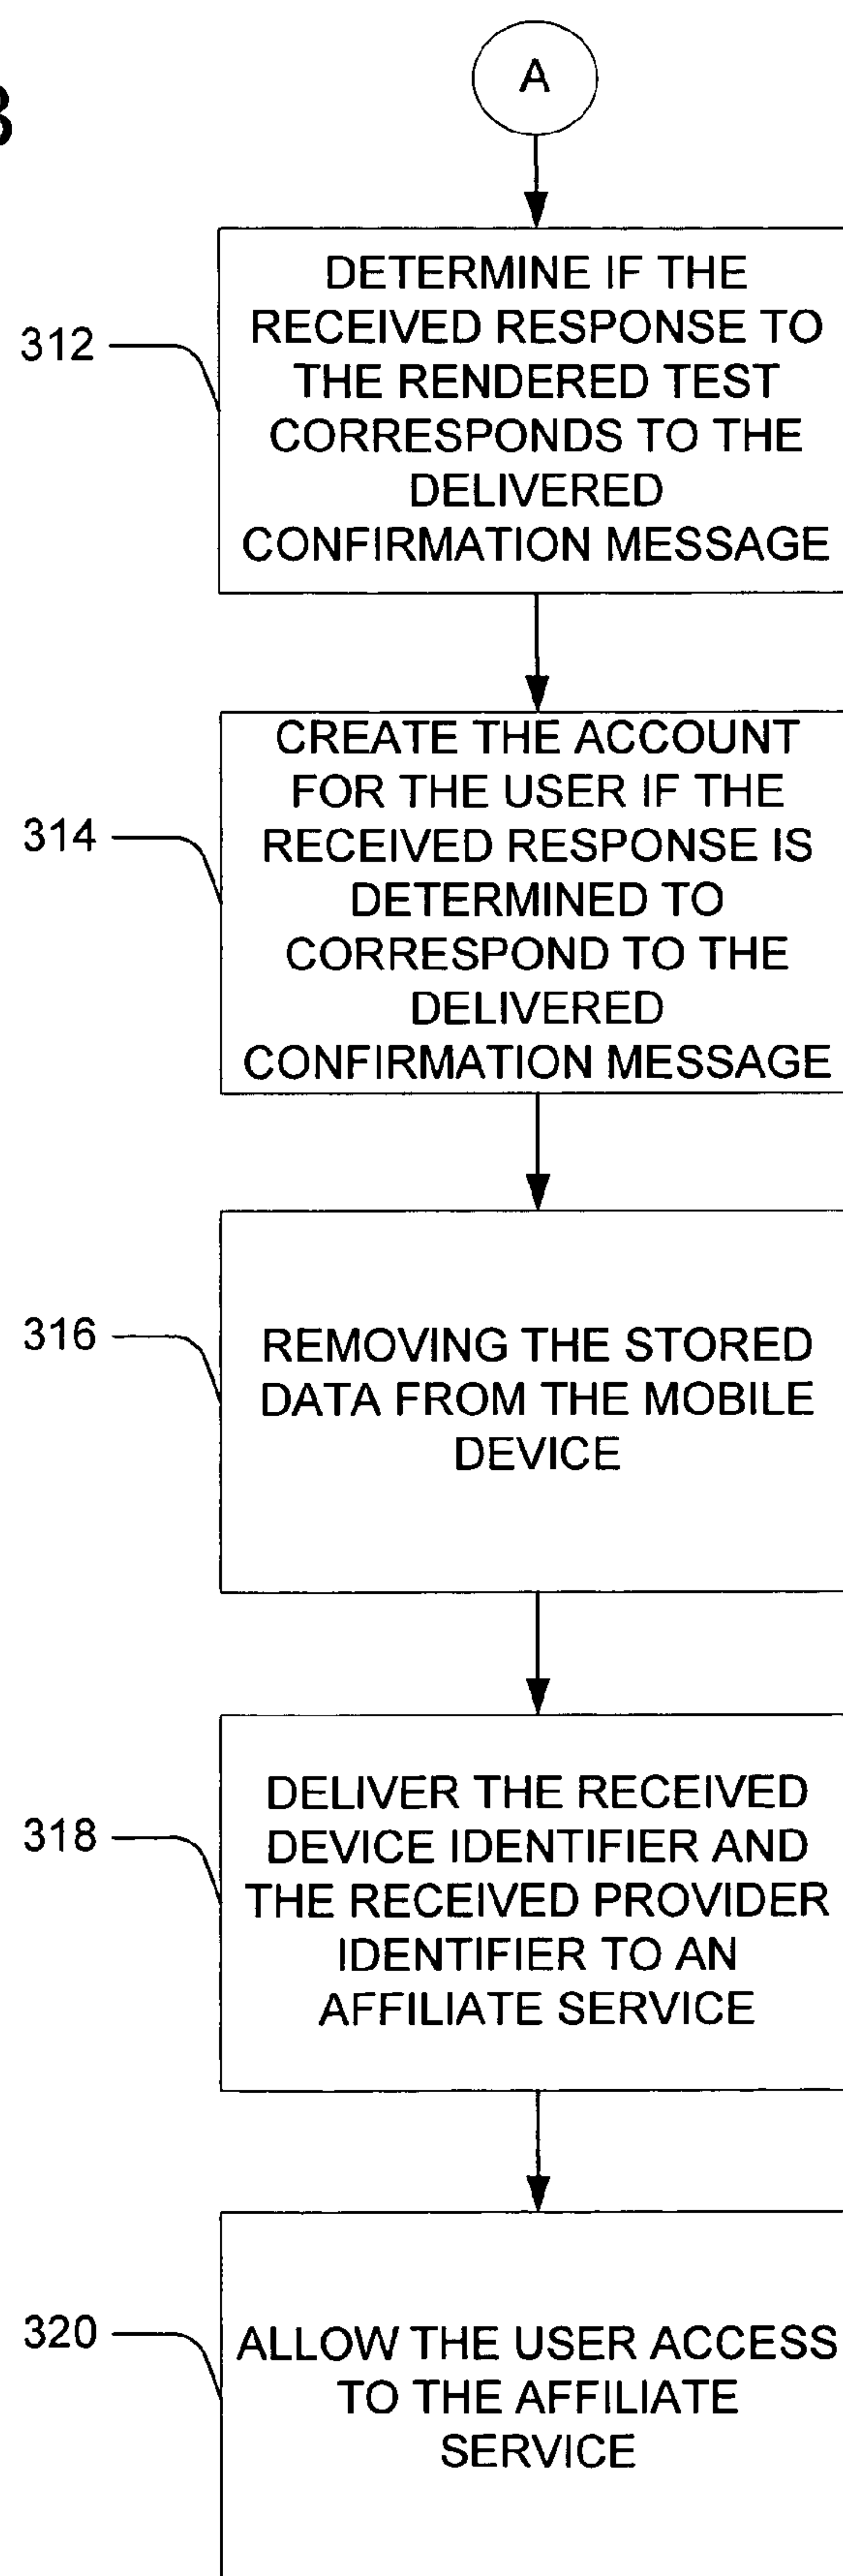 A
312
DETERMINE IF THE
RECEIVED RESPONSE TO
THE RENDERED TEST
CORRESPONDS TO THE
DELIVERED
CONFIRMATION MESSAGE
314
CREATE THE ACCOUNT
FOR THE USER IF THE
RECEIVED RESPONSE IS
DETERMINED TO
CORRESPOND TO THE
DELIVERED
CONFIRMATION MESSAGE
316
REMOVING THE STORED
DATA FROM THE MOBILE
DEVICE
318
DELIVER THE RECEIVED
DEVICE IDENTIFIER AND
THE RECEIVED PROVIDER
IDENTIFIER TO AN
AFFILIATE SERVICE
320
ALLOW THE USER ACCESS
TO THE AFFILIATE
SERVICE